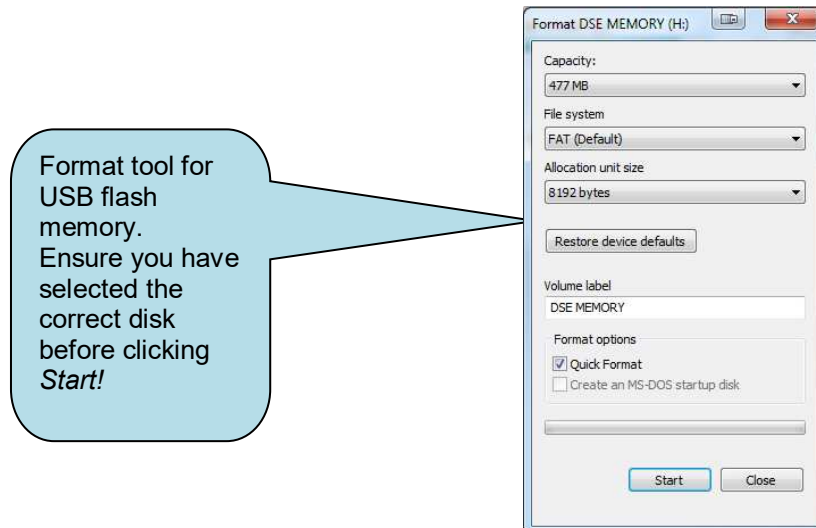 Format DSE MEMORY (H:)
Capacity:
477 MB
File system
FAT (Default)
Allocation unit size
8192 bytes
Restore device defaults
Volume label
DSE MEMORY
Format options
Quick Format
Create an MS-DOS startup disk
Start Close
Format tool for
USB flash
memory.
Ensure you have
selected the
correct disk
before clicking
Start!